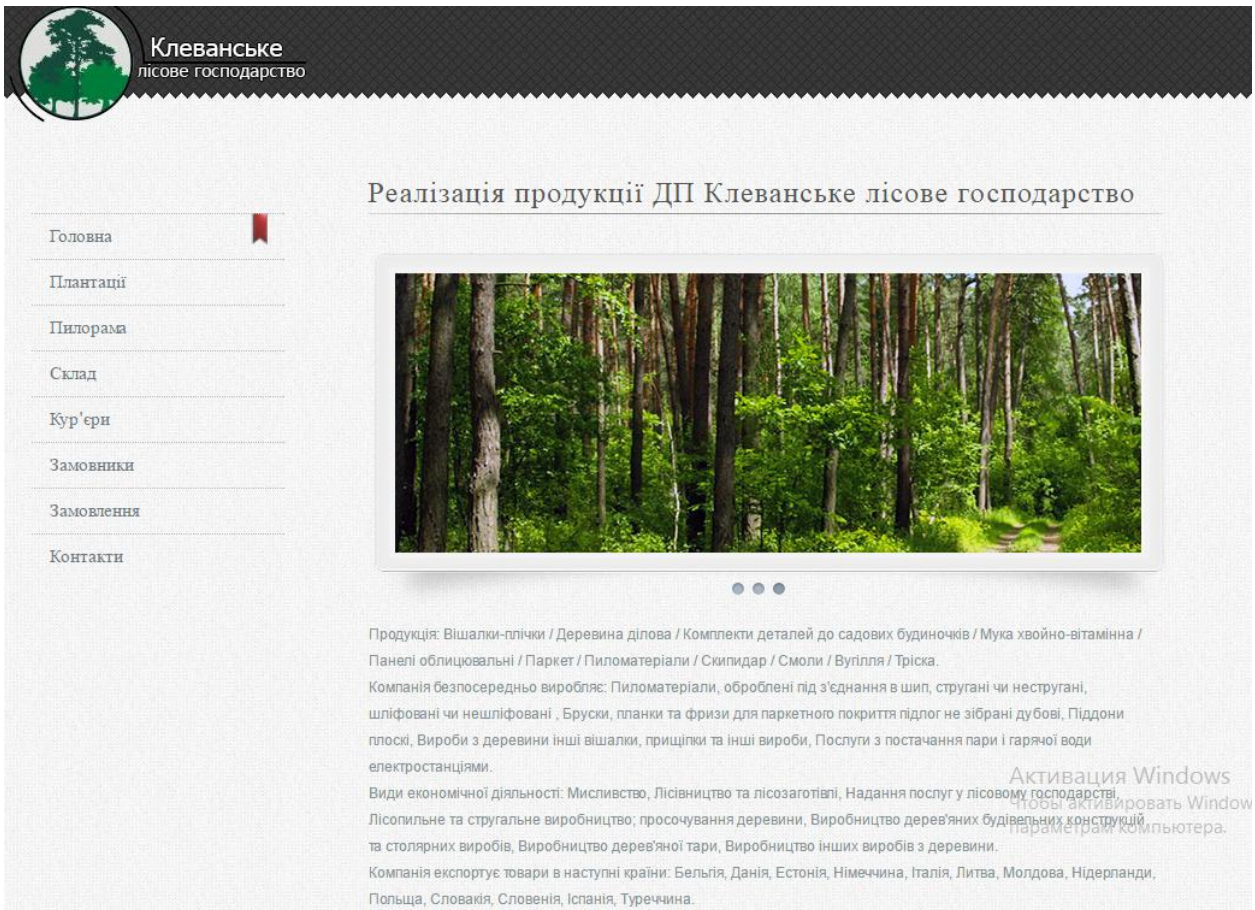 Клеванське
лісове господарство
Реалізація продукції ДП Клеванське лісове господарство
Головна
Плантації
Пилорама
Склад
Кур'єри
Замовники
Замовлення
Контакти
Продукція: Вішалки-плічки / Деревина ділова / Комплекти деталей до садових будиночків / Мука хвойно-вітамінна /
Панелі облицювальні / Паркет / Пиломатеріали / Скипидар / Смоли / Вугілля / Тріска.
Компанія безпосередньо виробляє: Пиломатеріали, оброблені під з'єднання в шип, стругані чи нестругані,
шліфовані чи нешліфовані , Бруски, планки та фризи для паркетного покриття підлог не зібрані дубові, Піддони
плоскі, Вироби з деревини інші вішалки, прищіпки та інші вироби, Послуги з постачання пари і гарячої води
електростанціями.
Види економічної діяльності: Мисливство, Лісівництво та лісозаготівлі, Надання послуг у лісовому господарстві,
Лісопильне та стругальне виробництво; просочування деревини, Виробництво дерев'яних будівельних конструкцій
та столярних виробів, Виробництво дерев'яної тари, Виробництво інших виробів з деревини.
Компанія експортує товари в наступні країни: Бельгія, Данія, Естонія, Німеччина, Італія, Литва, Молдова, Нідерланди,
Польща, Словакія, Словенія, Іспанія, Туреччина.
Активация Windows
Чтобы активировать Window
параметрам компьютера.